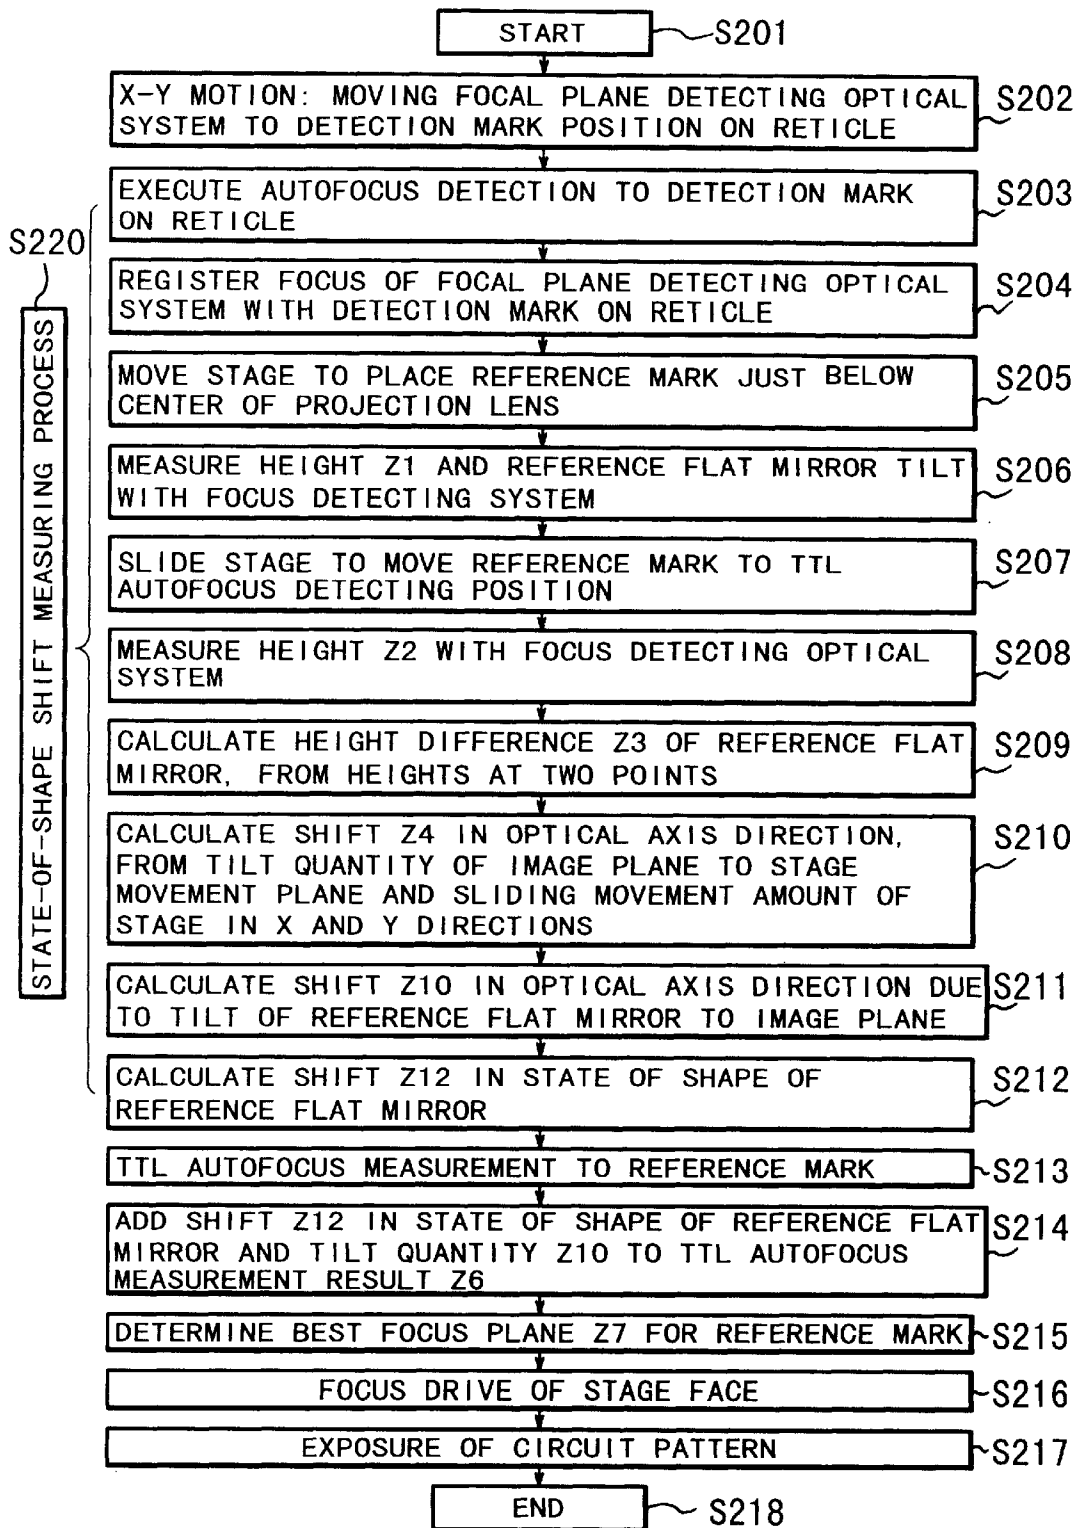 START
S201
X-Y MOTION: MOVING FOCAL PLANE DETECTING OPTICAL
SYSTEM TO DETECTION MARK POSITION ON RETICLE
S202
EXECUTE AUTOFOCUS DETECTION TO DETECTION MARK
ON RETICLE
S203
S220
STATE-OF-SHAPE SHIFT MEASURING PROCESS
REGISTER FOCUS OF FOCAL PLANE DETECTING OPTICAL
SYSTEM WITH DETECTION MARK ON RETICLE
S204
MOVE STAGE TO PLACE REFERENCE MARK JUST BELOW
CENTER OF PROJECTION LENS
S205
MEASURE HEIGHT Z1 AND REFERENCE FLAT MIRROR TILT
WITH FOCUS DETECTING SYSTEM
S206
SLIDE STAGE TO MOVE REFERENCE MARK TO TTL
AUTOFOCUS DETECTING POSITION
S207
MEASURE HEIGHT Z2 WITH FOCUS DETECTING OPTICAL
SYSTEM
S208
CALCULATE HEIGHT DIFFERENCE Z3 OF REFERENCE FLAT
MIRROR, FROM HEIGHTS AT TWO POINTS
S209
CALCULATE SHIFT Z4 IN OPTICAL AXIS DIRECTION,
FROM TILT QUANTITY OF IMAGE PLANE TO STAGE
MOVEMENT PLANE AND SLIDING MOVEMENT AMOUNT OF
STAGE IN X AND Y DIRECTIONS
S210
CALCULATE SHIFT Z10 IN OPTICAL AXIS DIRECTION DUE
TO TILT OF REFERENCE FLAT MIRROR TO IMAGE PLANE
S211
CALCULATE SHIFT Z12 IN STATE OF SHAPE OF
REFERENCE FLAT MIRROR
S212
TTL AUTOFOCUS MEASUREMENT TO REFERENCE MARK
S213
ADD SHIFT Z12 IN STATE OF SHAPE OF REFERENCE FLAT
MIRROR AND TILT QUANTITY Z10 TO TTL AUTOFOCUS
MEASUREMENT RESULT Z6
S214
DETERMINE BEST FOCUS PLANE Z7 FOR REFERENCE MARK
S215
FOCUS DRIVE OF STAGE FACE
S216
EXPOSURE OF CIRCUIT PATTERN
S217
END
S218